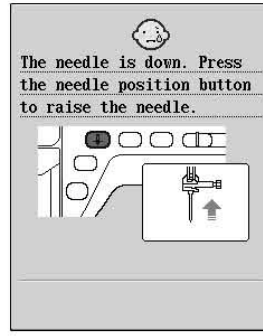 The needle is down. Press
the needle position button
to raise the needle.